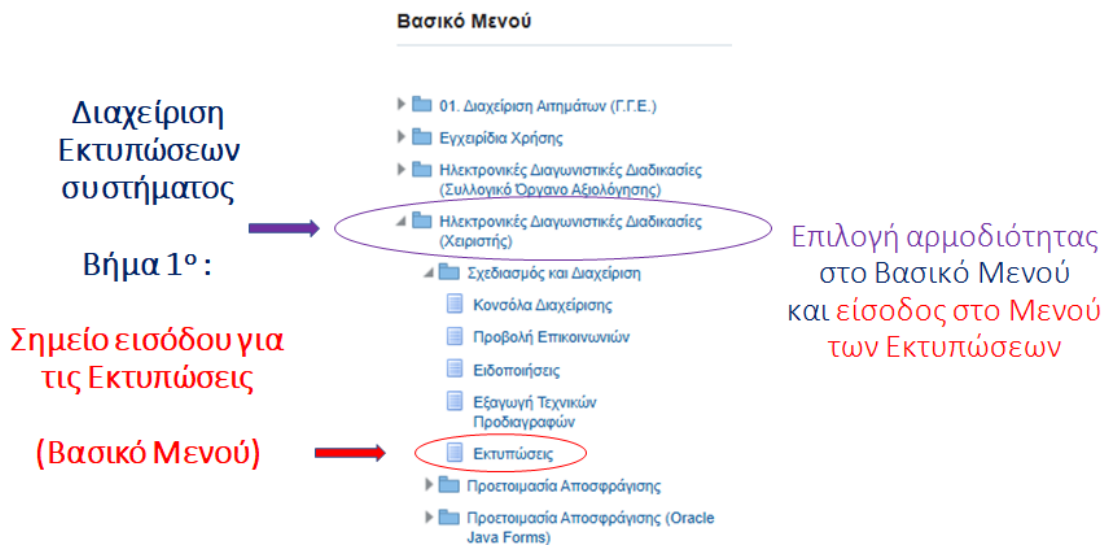 Βασικό Μενού
Διαχείριση
Εκτυπώσεων
συστήματος
Βήμα 1ο :
Σημείο εισόδου για
τις Εκτυπώσεις
(Βασικό Μενού)
01. Διαχείριση Αιτημάτων (Γ.Γ.Ε.)
Εγχειρίδια Χρήσης
Ηλεκτρονικές Διαγωνιστικές Διαδικασίες
(Συλλογικό Όργανο Αξιολόγησης)
Ηλεκτρονικές Διαγωνιστικές Διαδικασίες
(Χειριστής)
Σχεδιασμός και Διαχείριση
Κονσόλα Διαχείρισης
Προβολή Επικοινωνιών
Ειδοποιήσεις
Εξαγωγή Τεχνικών
Προδιαγραφών
Εκτυπώσεις
Προετοιμασία Αποσφράγισης
Προετοιμασία Αποσφράγισης (Oracle
Java Forms)
Επιλογή αρμοδιότητας
στο Βασικό Μενού
και είσοδος στο Μενού
των Εκτυπώσεων